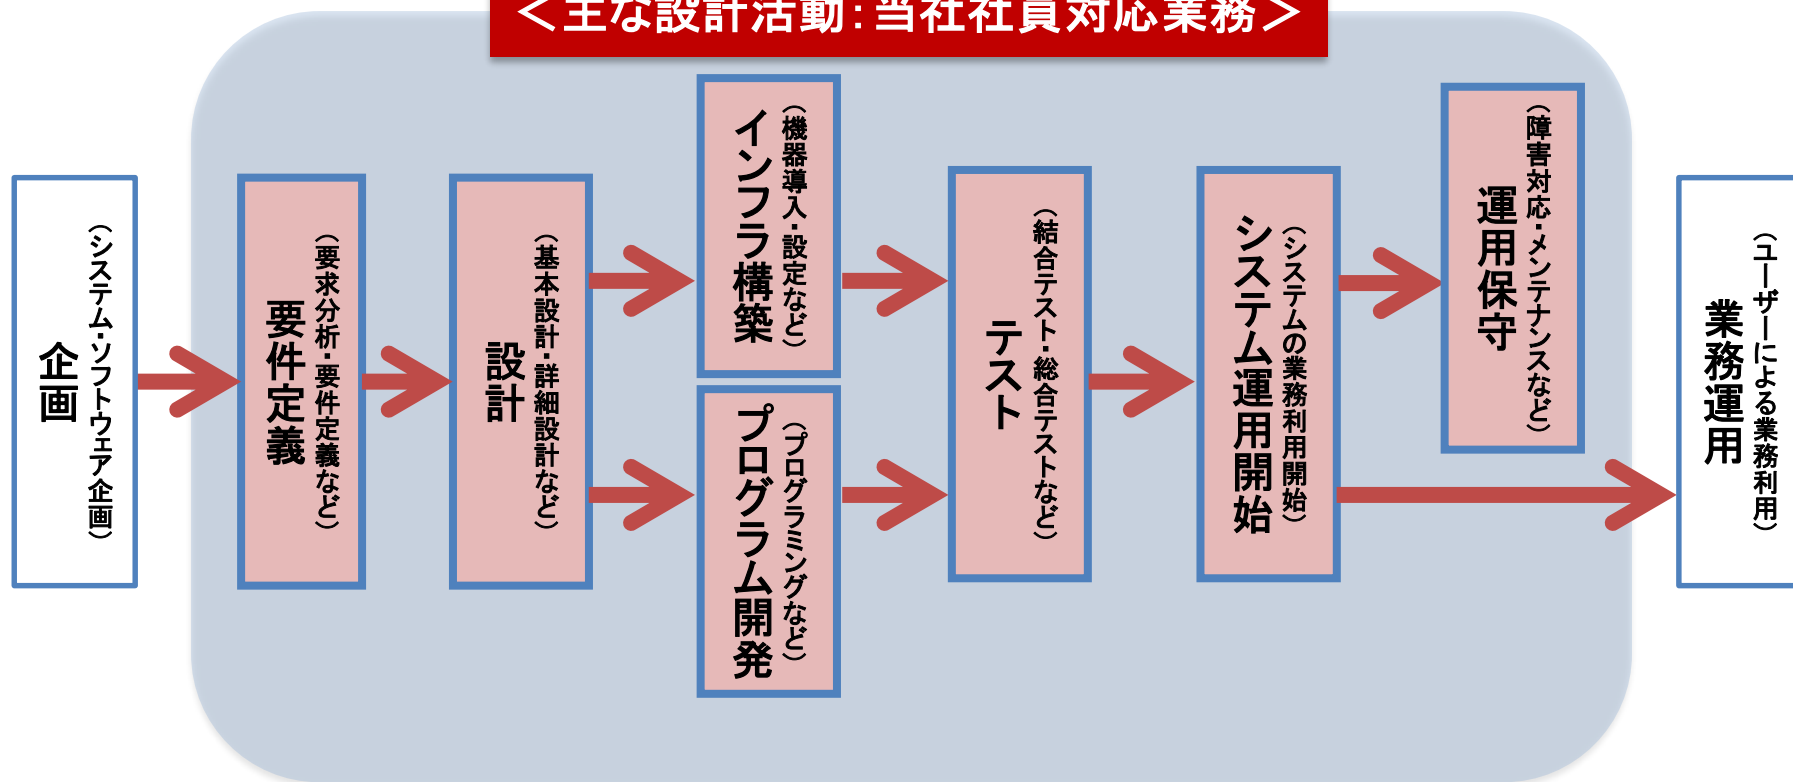 ＜主な設計活動：当社社員対応業務＞
（システム・ソフトウェア企画）
企画
（要求分析・要件定義など）
要件定義
（基本設計・詳細設計など）
設計
（機器導入・設定など）
インフラ構築
（プログラミングなど）
プログラム開発
（結合テスト・総合テストなど）
テスト
（システムの業務利用開始）
システム運用開始
（障害対応・メンテナンスなど）
運用保守
（ユーザーによる業務利用）
業務運用